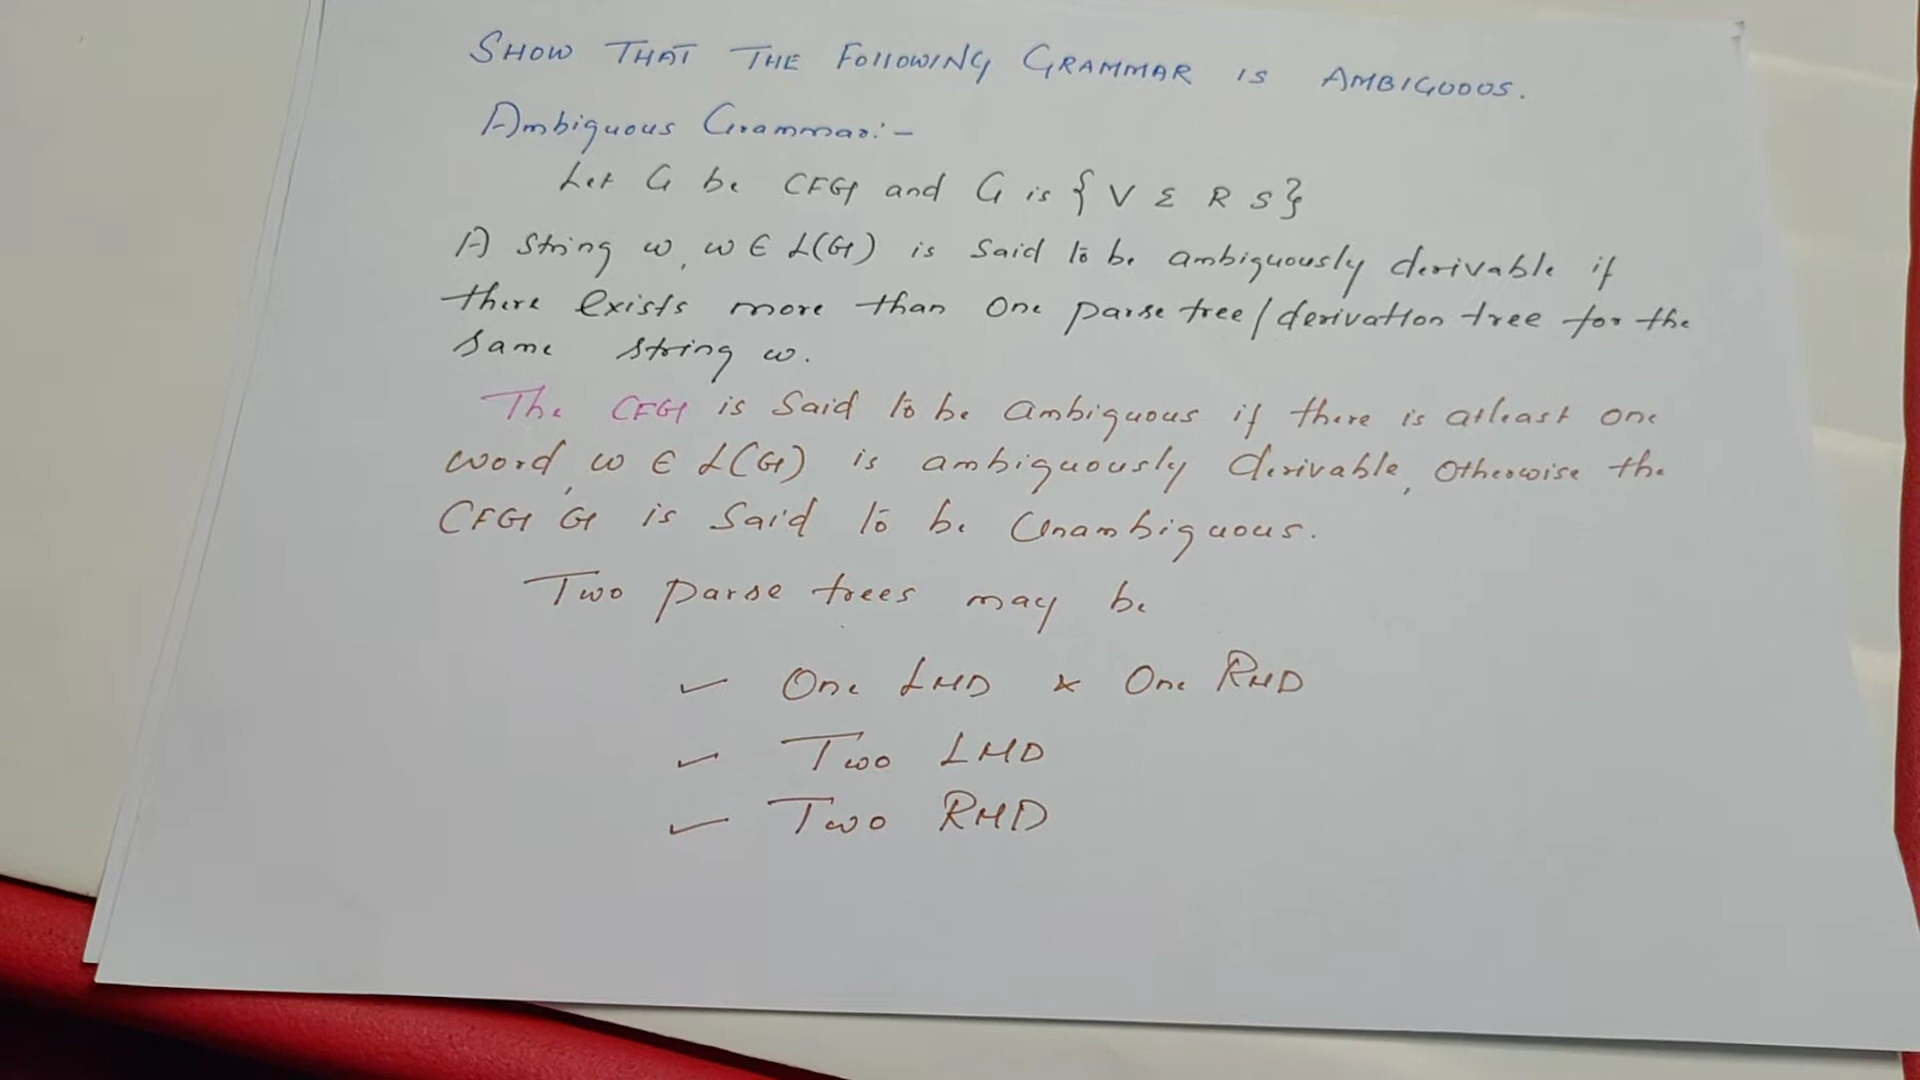 SHOW THAT THE FOLLOWING GRAMMAR IS AMBIGUOUS.
Ambiguous Grammar:-
Let G be CFG and G is { V Σ R S}
A string w, w ∈ L(G) is said to be ambiguously derivable if
there exists more than one parse tree/derivation tree for the
same string w.
The CFG is said to be ambiguous if there is atleast one
word, w ∈ L(G) is ambiguously derivable, otherwise the
CFG G is said to be unambiguous.
Two parse trees may be
✓ One LMD & One RMD
✓ Two LMD
✓ Two RMD